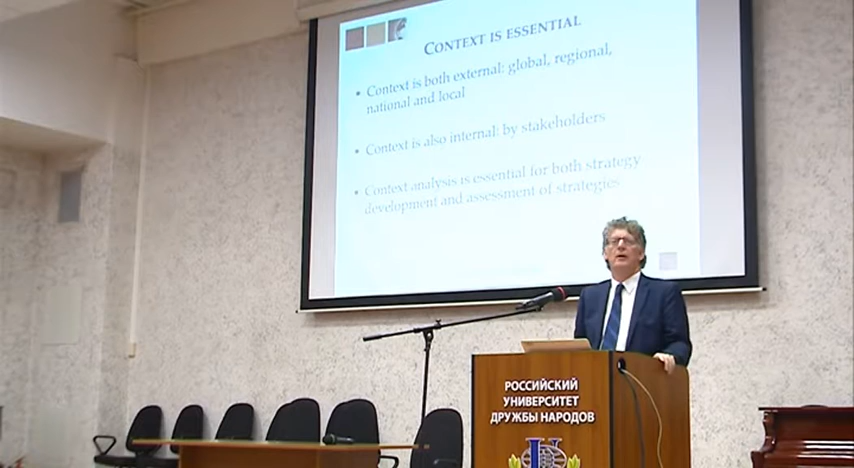 CONTEXT IS ESSENTIAL
Context is both external: global, regional,
national and local
Context is also internal: by stakeholders
Context analysis is essential for both strategy
development and assessment of strategies
РОССИЙСКИЙ
УНИВЕРСИТЕТ
ДРУЖБЫ НАРОДОВ